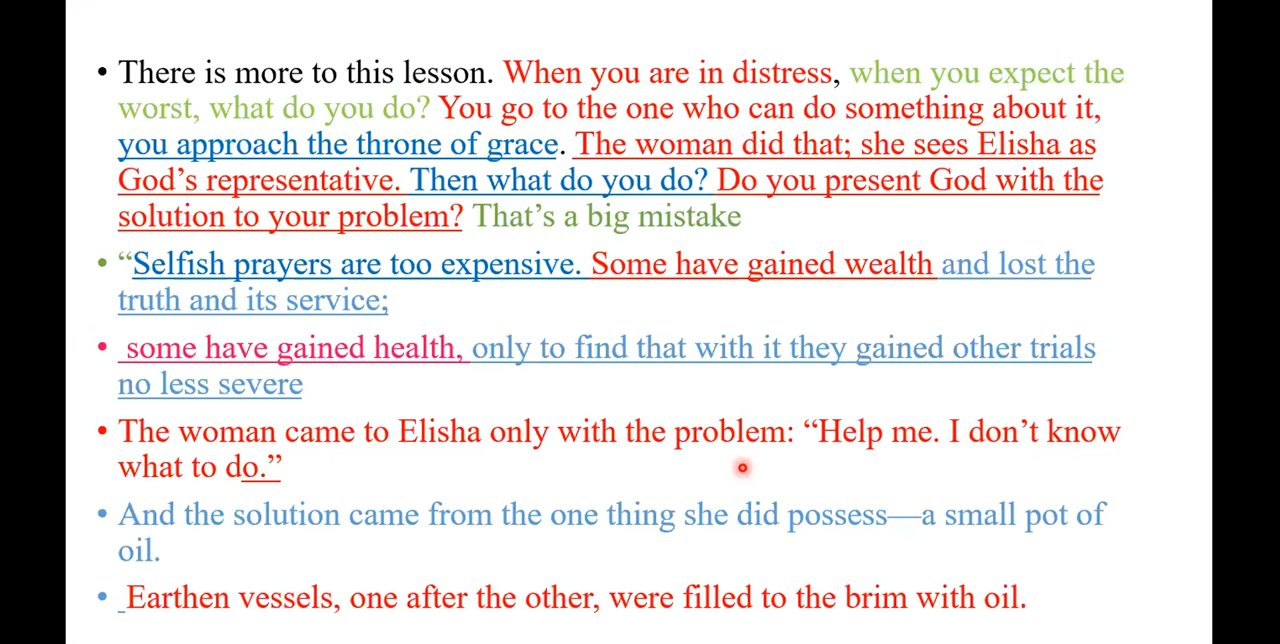 • There is more to this lesson. When you are in distress, when you expect the
worst, what do you do? You go to the one who can do something about it,
you approach the throne of grace. The woman did that; she sees Elisha as
God’s representative. Then what do you do? Do you present God with the
solution to your problem? That’s a big mistake
• “Selfish prayers are too expensive. Some have gained wealth and lost the
truth and its service;
• some have gained health, only to find that with it they gained other trials
no less severe
• The woman came to Elisha only with the problem: “Help me. I don’t know
what to do.”
• And the solution came from the one thing she did possess—a small pot of
oil.
• Earthen vessels, one after the other, were filled to the brim with oil.